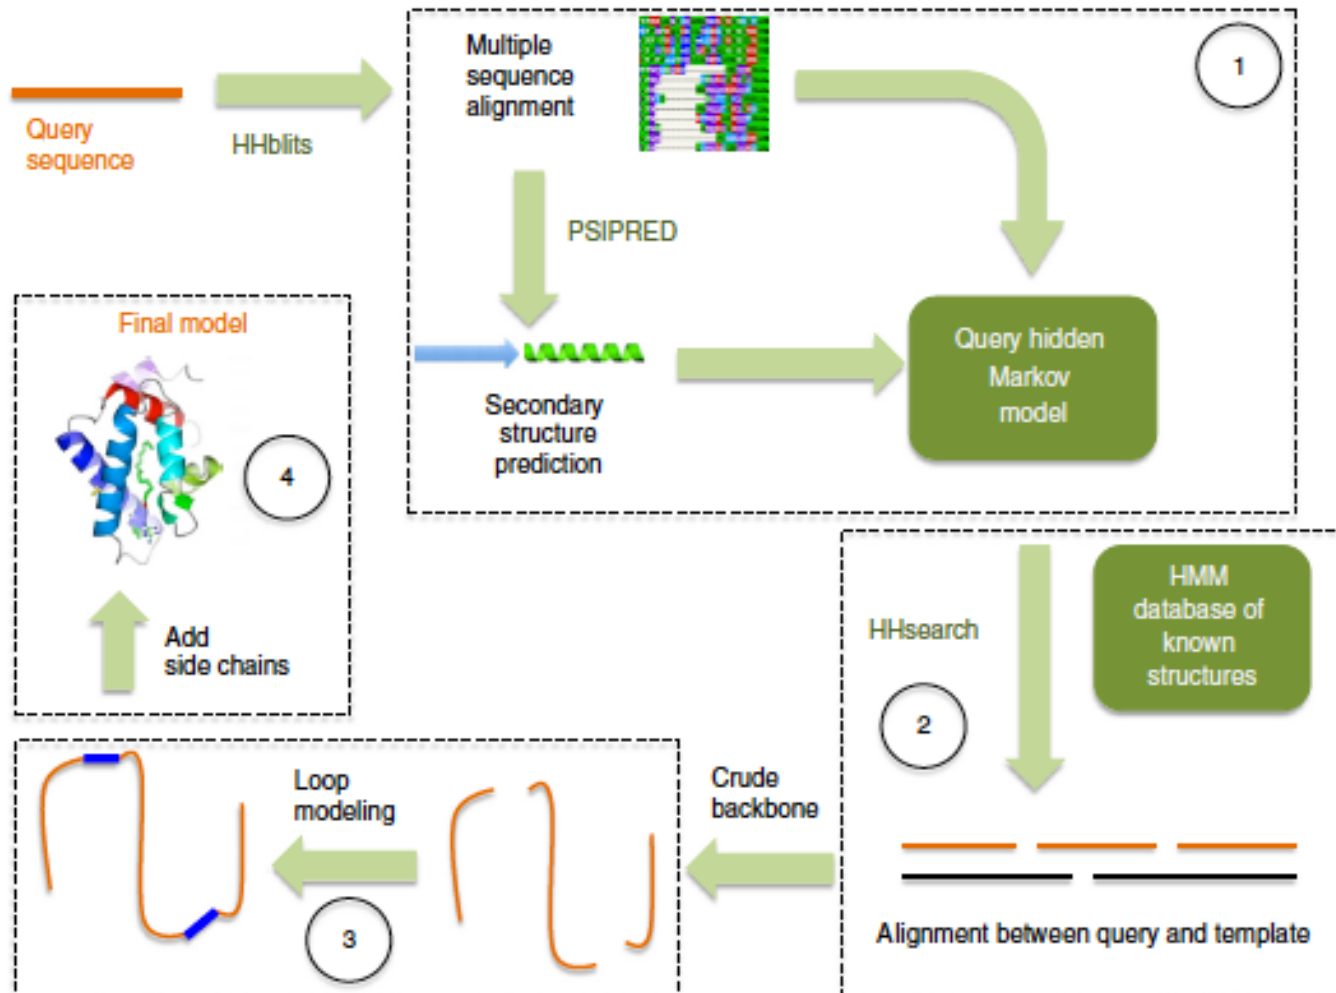 Query
sequence
HHblits
Multiple
sequence
alignment
1
PSIPRED
Secondary
structure
prediction
Query hidden
Markov
model
HHsearch
HMM
database of
known
structures
2
Alignment between query and template
Crude
backbone
Loop
modeling
3
Add
side chains
Final model
4